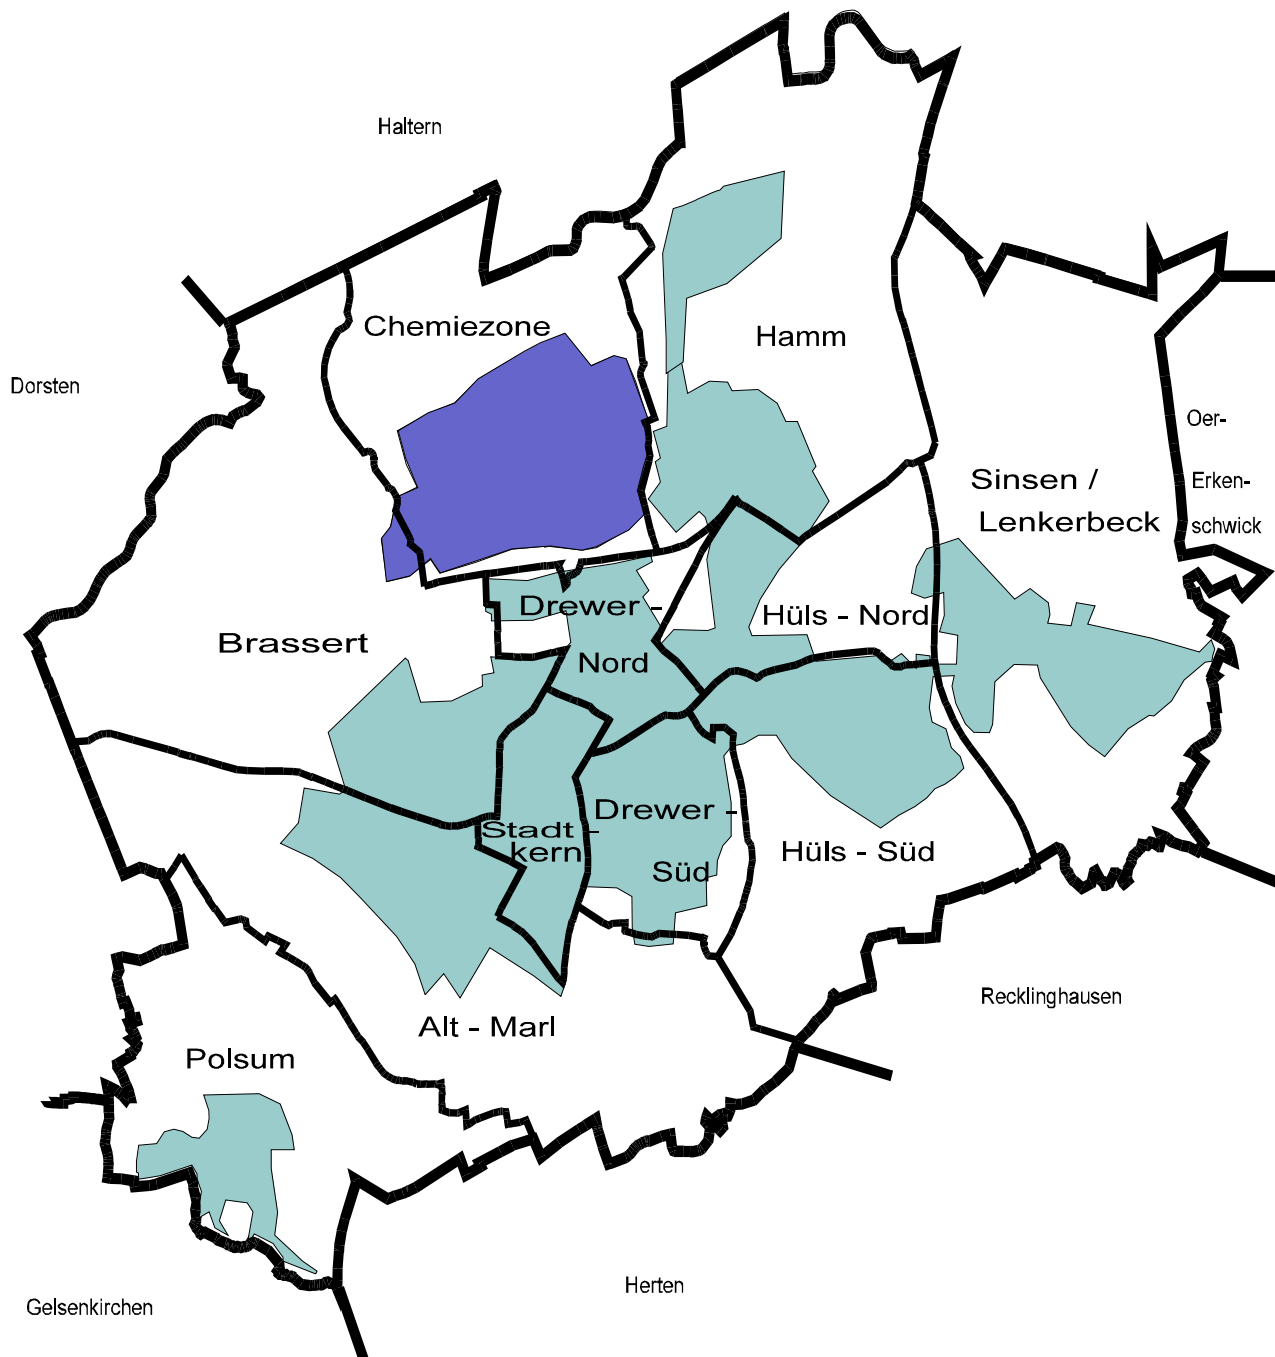 Haltern
Chemiezone
Hamm
Dorsten
Oer-
Erken-
schwick
Sinsen /
Lenkerbeck
Drewer -
Nord
Hüls - Nord
Brassert
Stadt -
kern
Drewer -
Süd
Hüls - Süd
Recklinghausen
Alt - Marl
Polsum
Herten
Gelsenkirchen